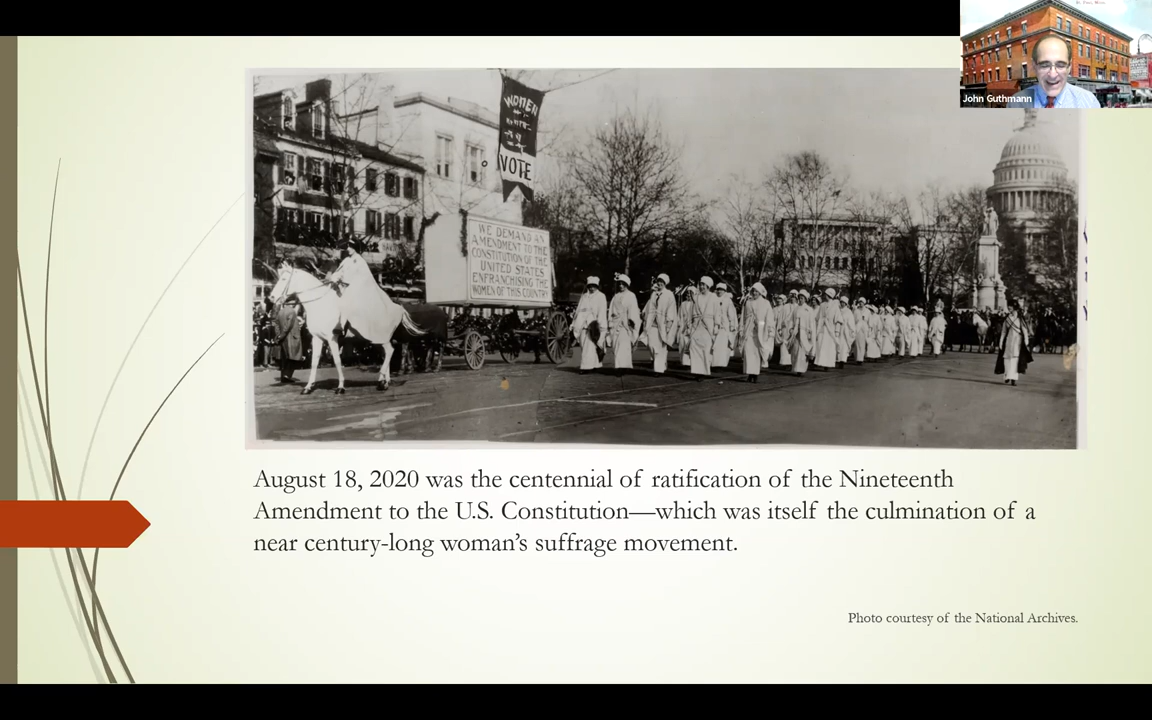 John Guthmann
WOMEN
VOTE
WE DEMAND AN
AMENDMENT TO THE
CONSTITUTION OF THE
UNITED STATES
ENFRANCHISING THE
WOMEN OF THIS COUNTRY
August 18, 2020 was the centennial of ratification of the Nineteenth
Amendment to the U.S. Constitution—which was itself the culmination of a
near century-long woman’s suffrage movement.
Photo courtesy of the National Archives.